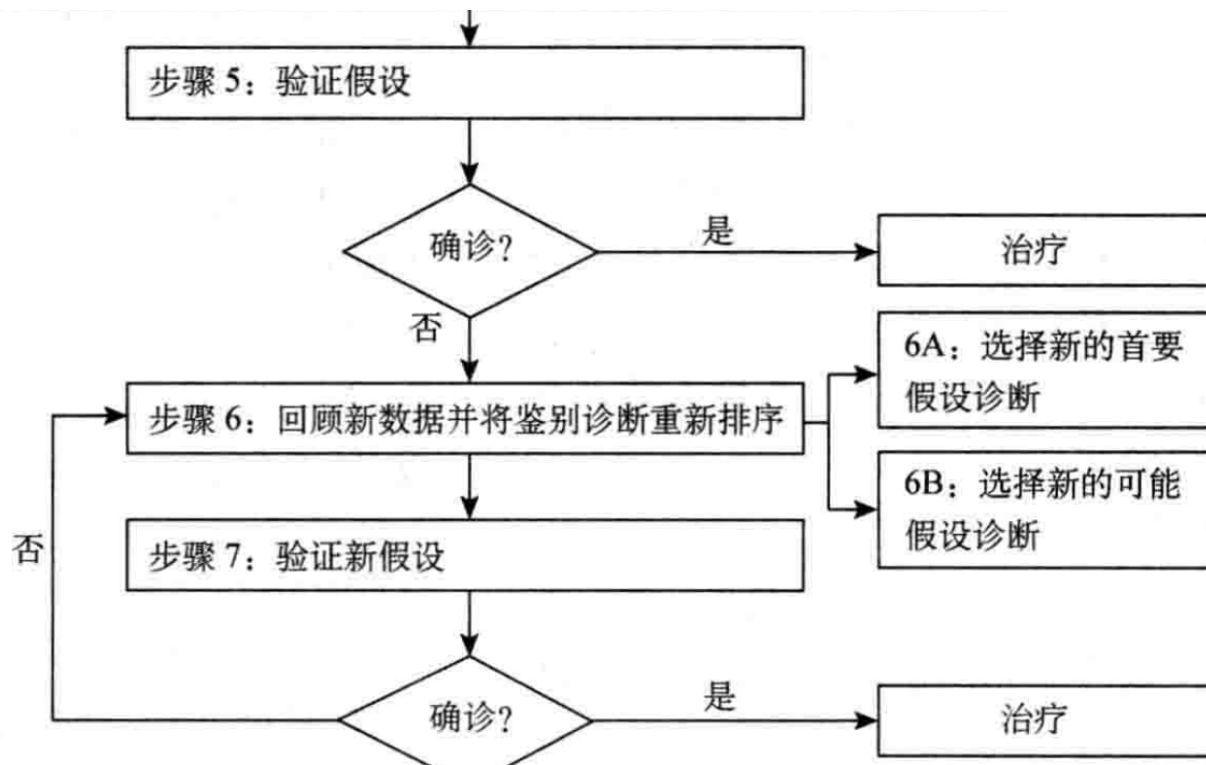 步骤 5：验证假设
确诊？
是
治疗
否
6A：选择新的首要
假设诊断
步骤 6：回顾新数据并将鉴别诊断重新排序
6B：选择新的可能
假设诊断
否
步骤 7：验证新假设
确诊？
是
治疗